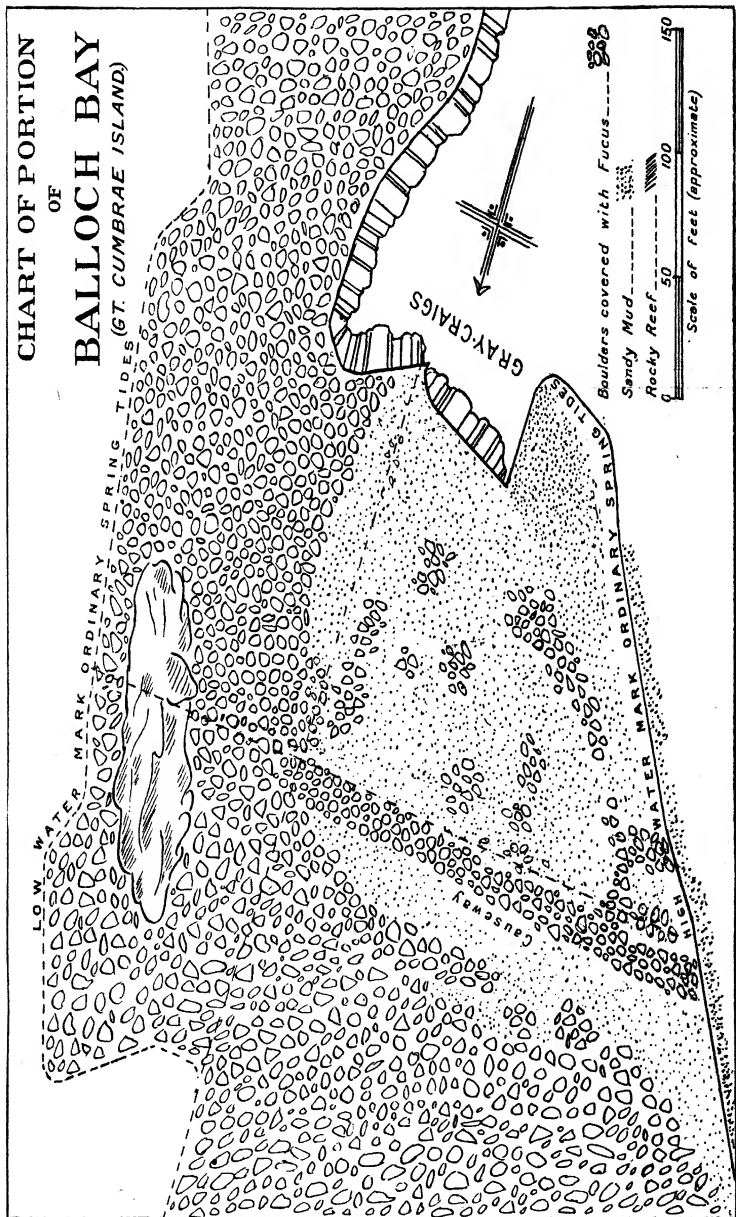 CHART OF PORTION
OF
BALLOCH BAY
(GT. CUMBRAE ISLAND.)
LOW WATER MARK ORDINARY SPRING TIDES
GRAY-CRAIGS
Causeway
HIGH WATER MARK ORDINARY SPRING TIDES
Boulders covered with Fucus
Sandy Mud
Rocky Reef
0 50 100 150
Scale of feet (approximate)